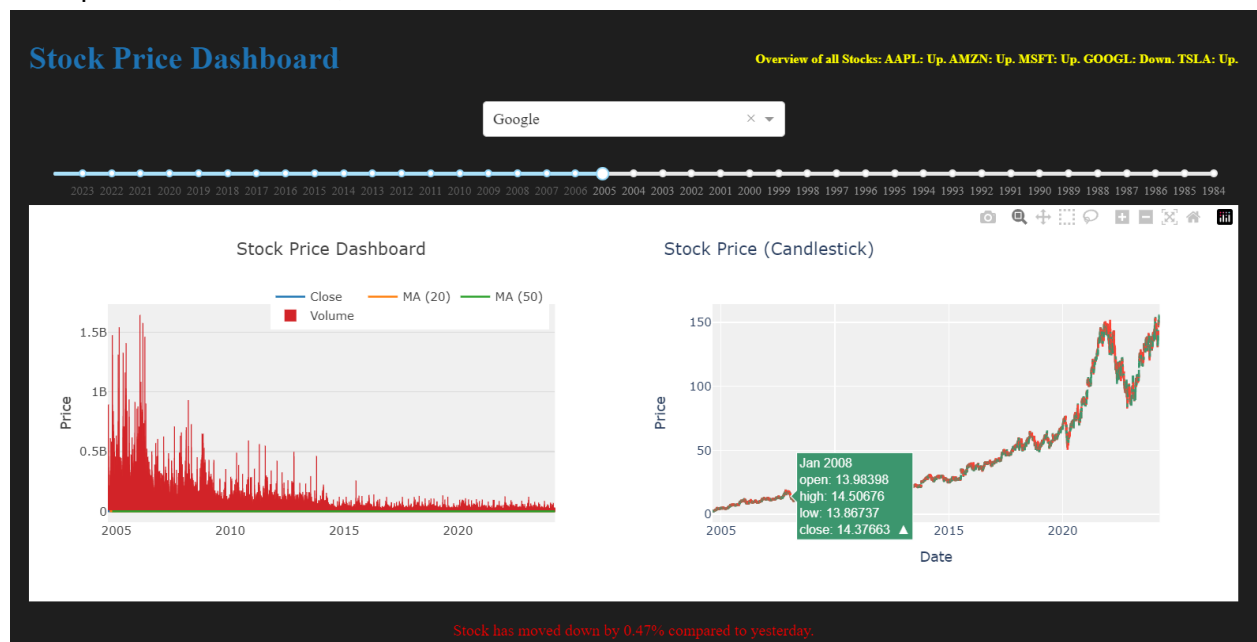 Stock Price Dashboard
Overview of all Stocks: AAPL: Up. AMZN: Up. MSFT: Up. GOOGL: Down. TSLA: Up.
Google
2023 2022 2021 2020 2019 2018 2017 2016 2015 2014 2013 2012 2011 2010 2009 2008 2007 2006 2005 2004 2003 2002 2001 2000 1999 1998 1997 1996 1995 1994 1993 1992 1991 1990 1989 1988 1987 1986 1985 1984
Stock Price Dashboard
Close MA (20) MA (50)
Volume
1.5B
1B
0.5B
0
Price
2005 2010 2015 2020
Stock Price (Candlestick)
150
100
50
0
Price
Jan 2008
open: 13.98398
high: 14.50676
low: 13.86737
close: 14.37663 ▲
2005 2015 2020
Date
Stock has moved down by 0.47% compared to yesterday.